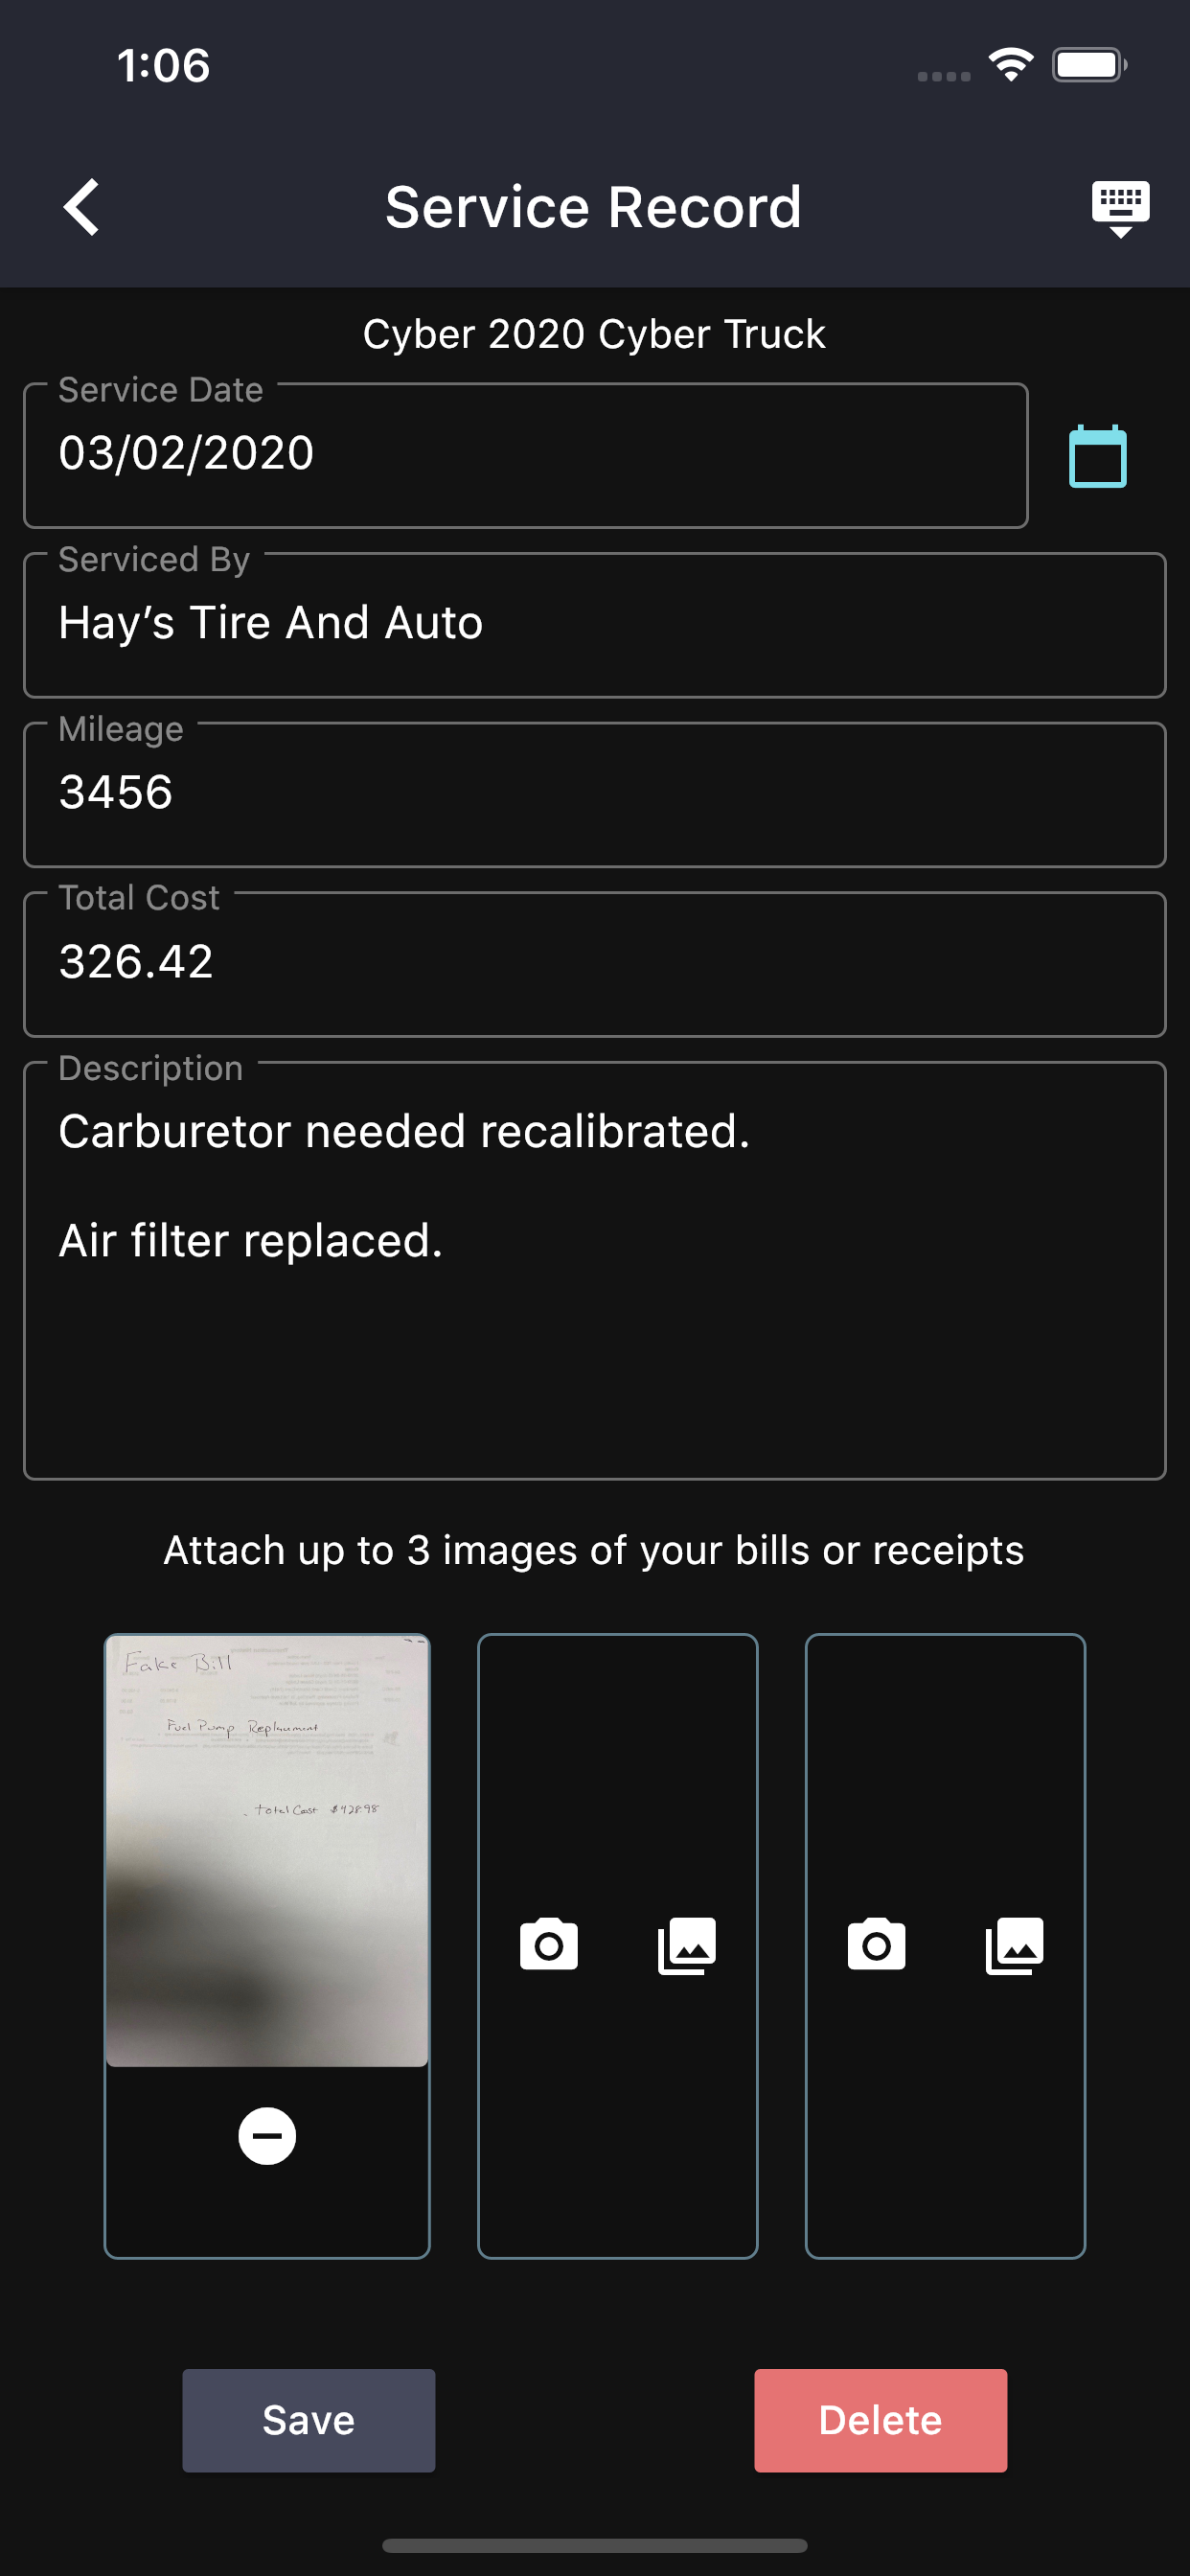 1:06
Service Record
Cyber 2020 Cyber Truck
Service Date
03/02/2020
Serviced By
Hay’s Tire And Auto
Mileage
3456
Total Cost
326.42
Description
Carburetor needed recalibrated.
Air filter replaced.
Attach up to 3 images of your bills or receipts
Fake Bill
Fuel Pump Replacement
Total Cost $428.98
Save
Delete